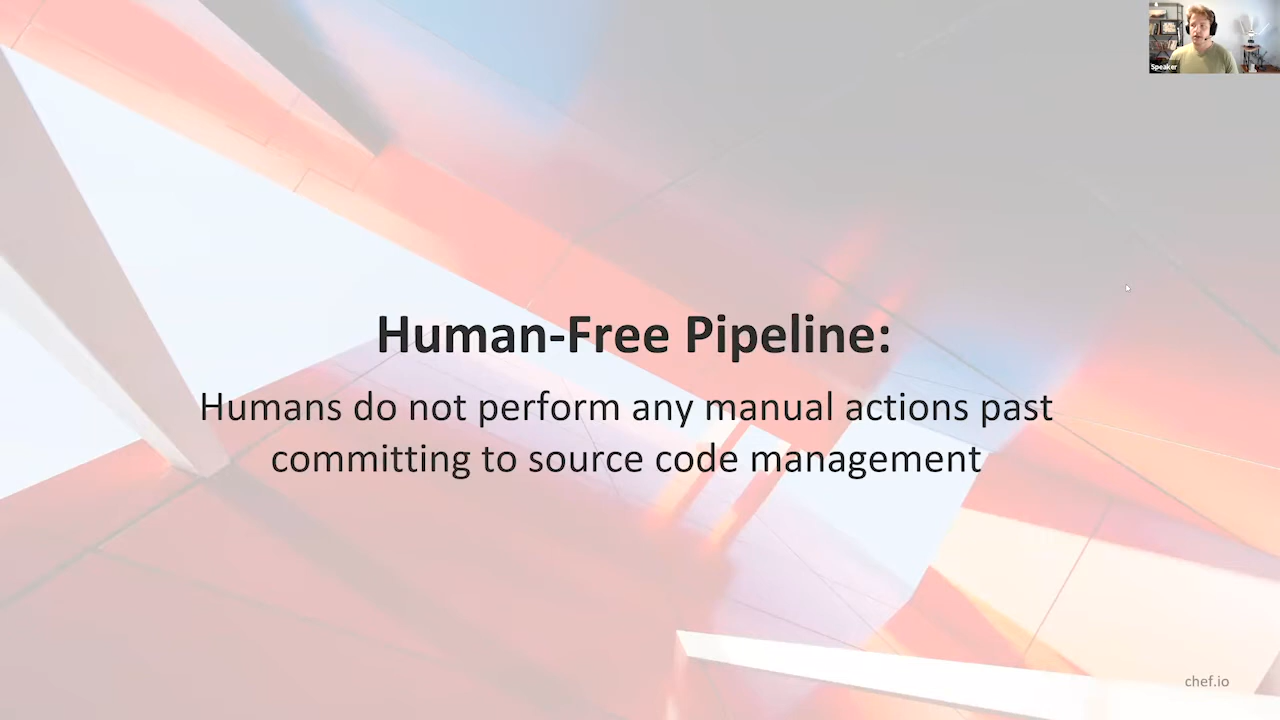 Speaker
Human-Free Pipeline:
Humans do not perform any manual actions past
committing to source code management
chef.io